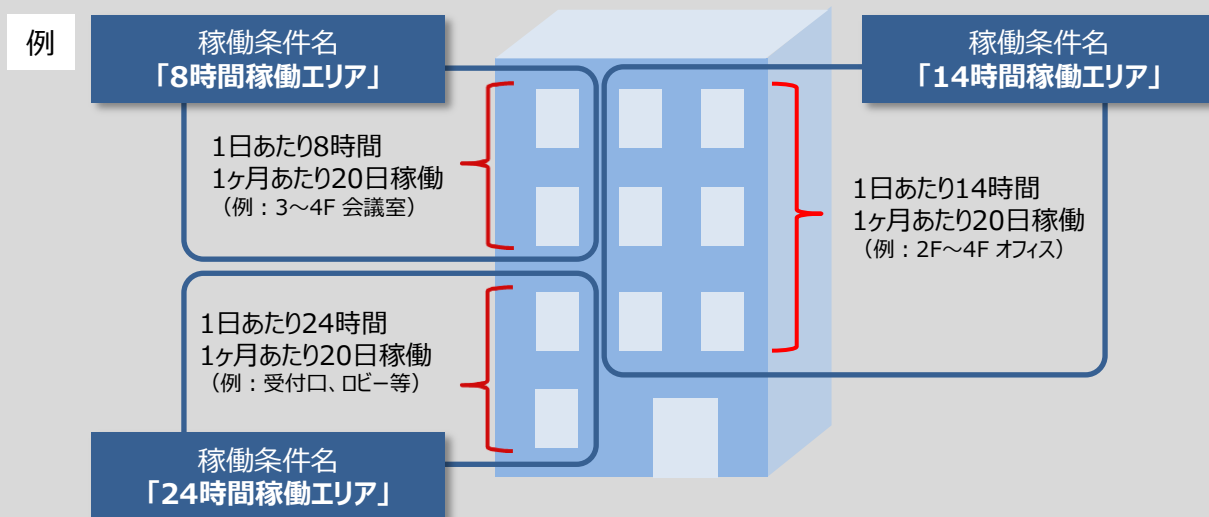 例
稼働条件名
「8時間稼働エリア」
1日あたり8時間
1ヶ月あたり20日稼働
（例：3～4F 会議室）
稼働条件名
「14時間稼働エリア」
1日あたり14時間
1ヶ月あたり20日稼働
（例：2F～4F オフィス）
1日あたり24時間
1ヶ月あたり20日稼働
（例：受付口、ロビー等）
稼働条件名
「24時間稼働エリア」